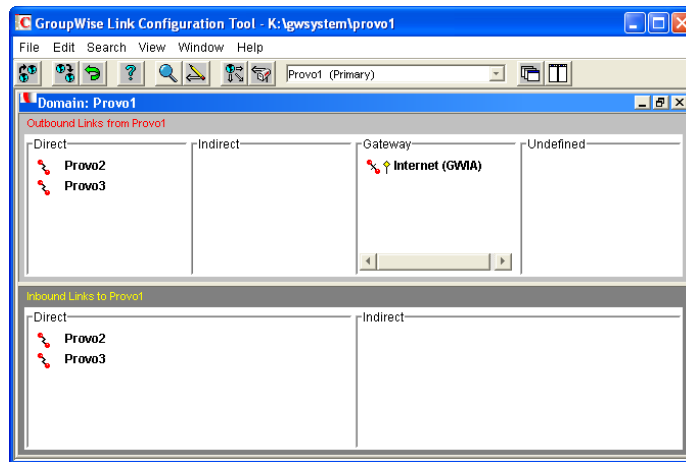 GroupWise Link Configuration Tool - K:\gwsystem\provo1
File Edit Search View Window Help
Provo1 (Primary)
Domain: Provo1
Outbound Links from Provo1
Direct Indirect Gateway Undefined
Provo2 Internet (GWIA)
Provo3
Inbound Links to Provo1
Direct Indirect
Provo2
Provo3